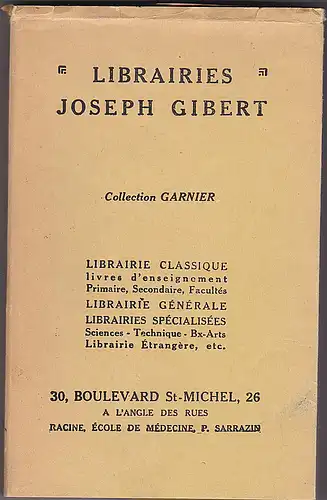 LIBRAIRIES
JOSEPH GIBERT
Collection GARNIER
LIBRAIRIE CLASSIQUE
livres d'enseignement
Primaire, Secondaire, Facultés
LIBRAIRIE GÉNÉRALE
LIBRAIRIES SPÉCIALISÉES
Sciences - Technique - Bx-Arts
Librairie Étrangère, etc.
30, BOULEVARD St-MICHEL, 26
A L'ANGLE DES RUES
RACINE, ÉCOLE DE MÉDECINE, P. SARRAZIN